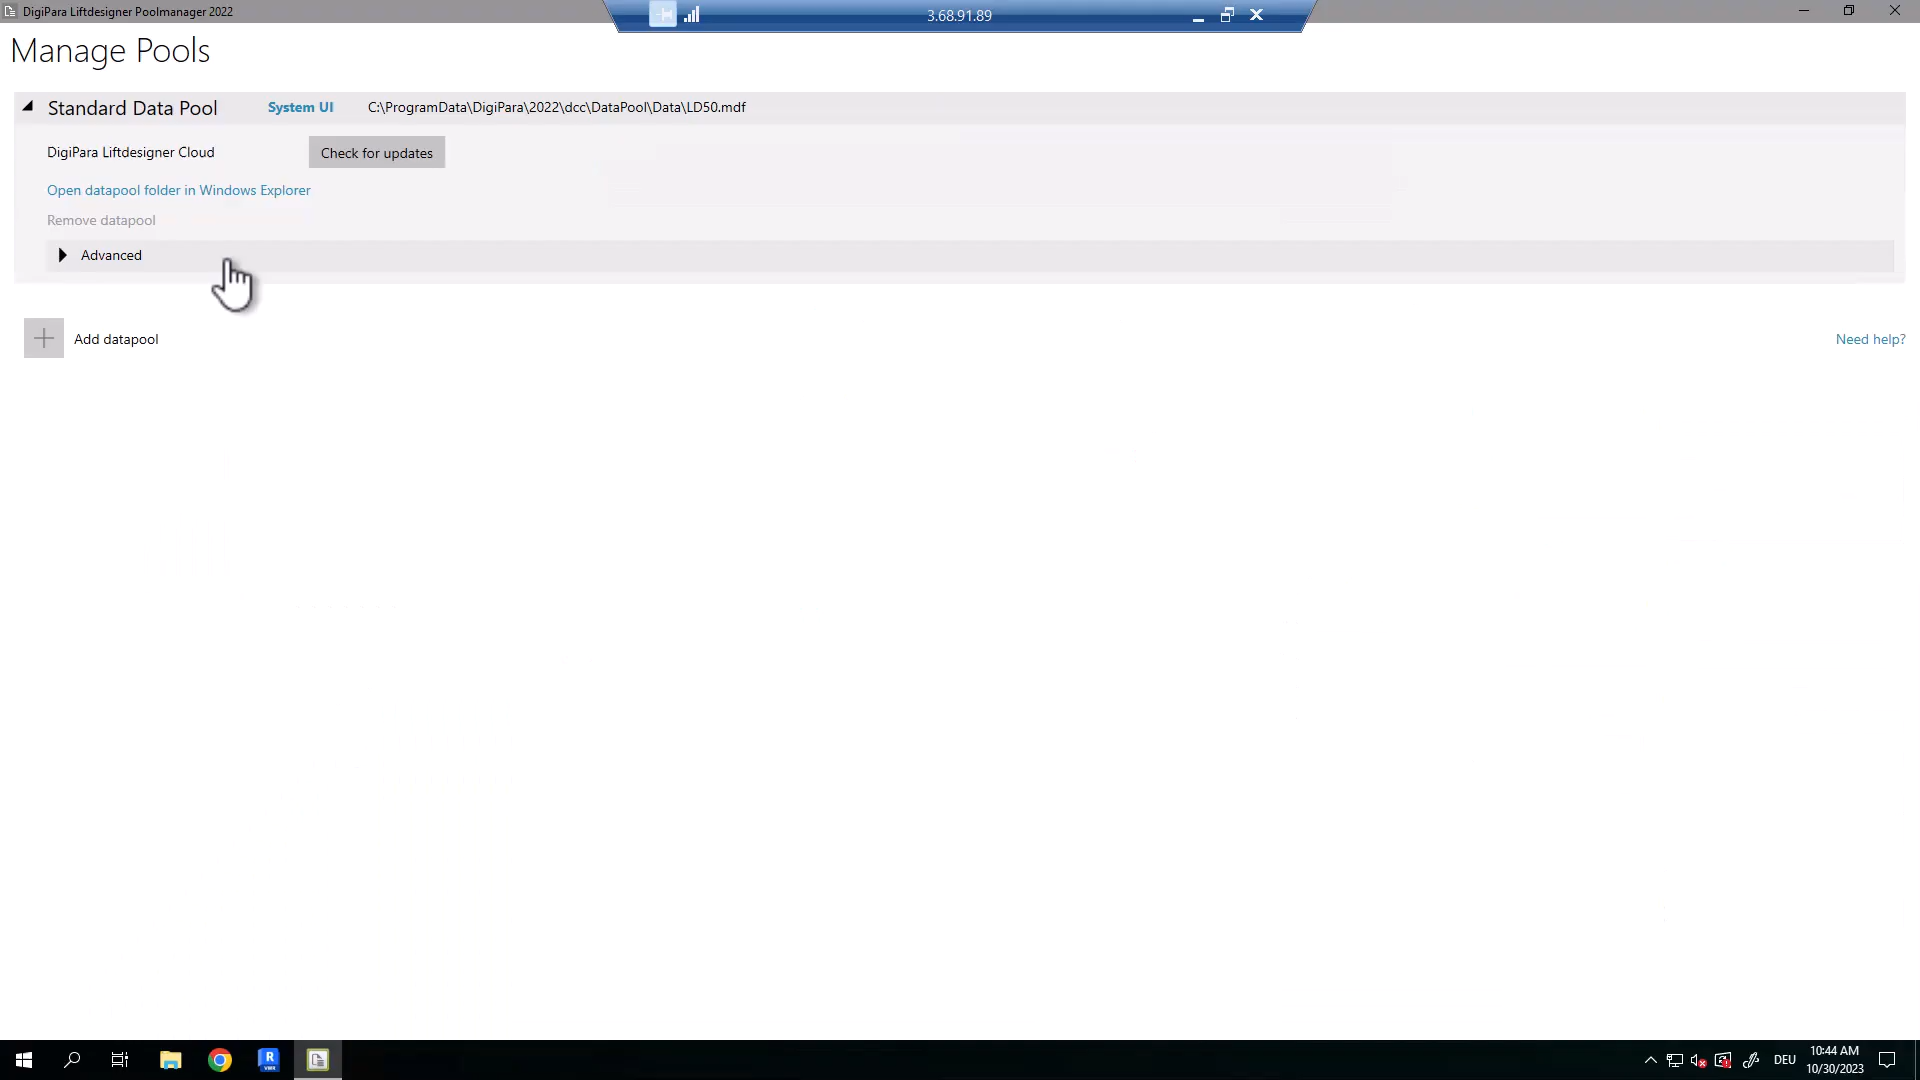 DigiPara Liftdesigner Poolmanager 2022
3.68.91.89
Manage Pools
Standard Data Pool System UI C:\ProgramData\DigiPara\2022\dcc\DataPool\Data\LD50.mdf
DigiPara Liftdesigner Cloud Check for updates
Open datapool folder in Windows Explorer
Remove datapool
Advanced
Add datapool Need help?
R
VWR
DEU 10:44 AM
10/30/2023